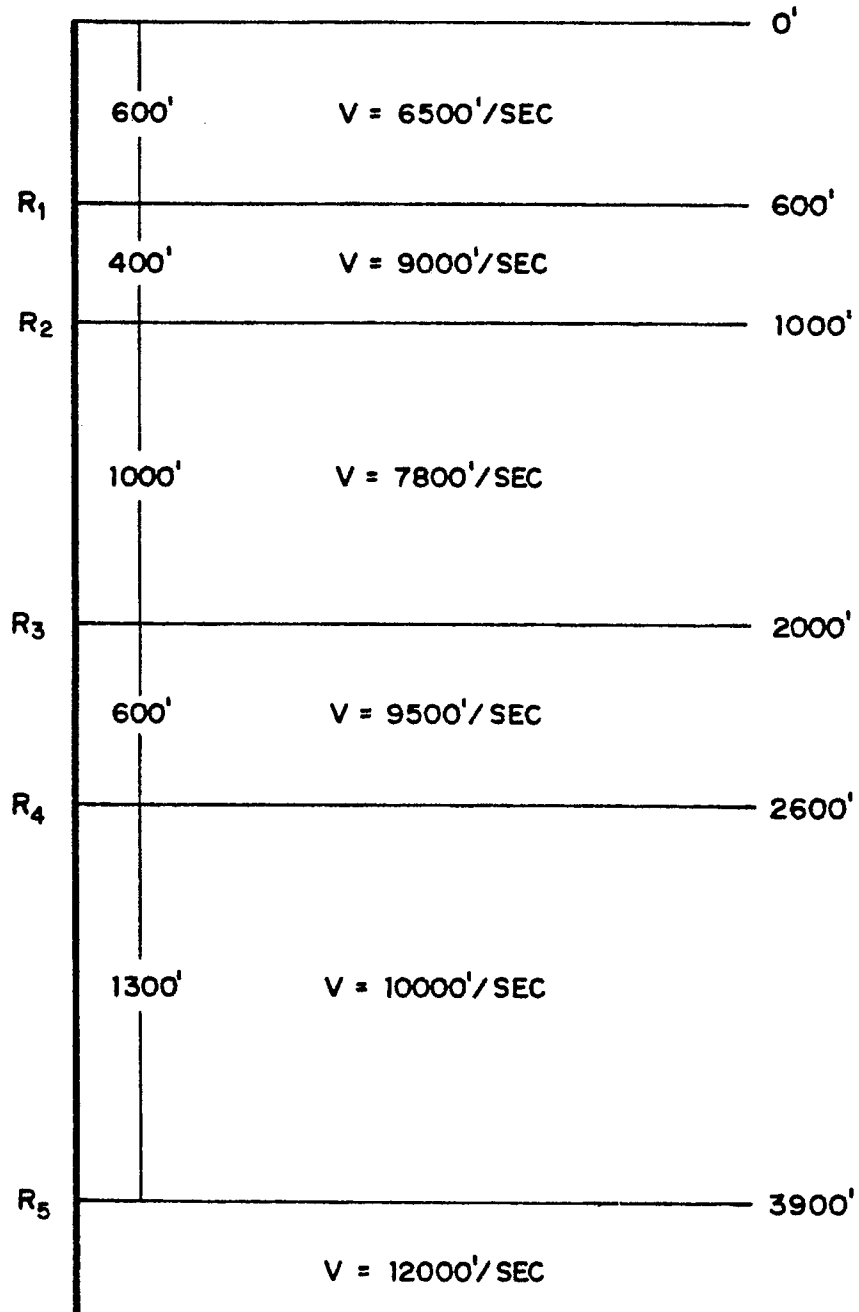 0'
600' V = 6500'/SEC
R1 600'
400' V = 9000'/SEC
R2 1000'
1000' V = 7800'/SEC
R3 2000'
600' V = 9500'/SEC
R4 2600'
1300' V = 10000'/SEC
R5 3900'
V = 12000'/SEC